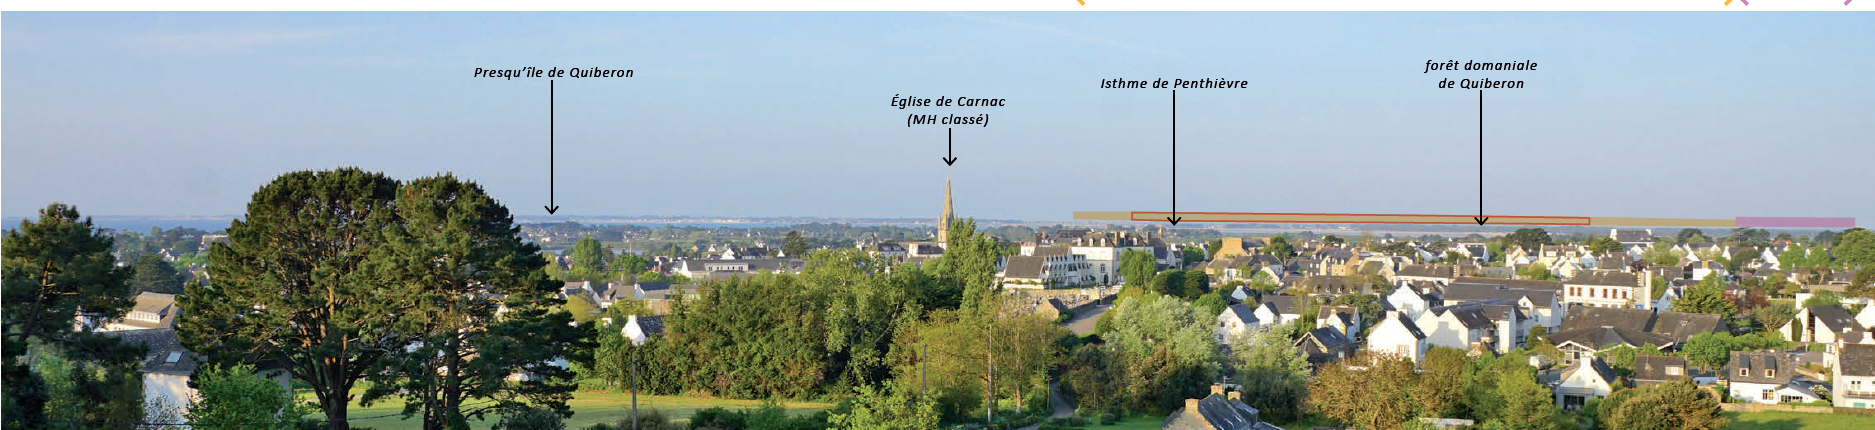 Presqu'île de Quiberon
Église de Carnac
(MH classé)
Isthme de Penthièvre
forêt domaniale
de Quiberon